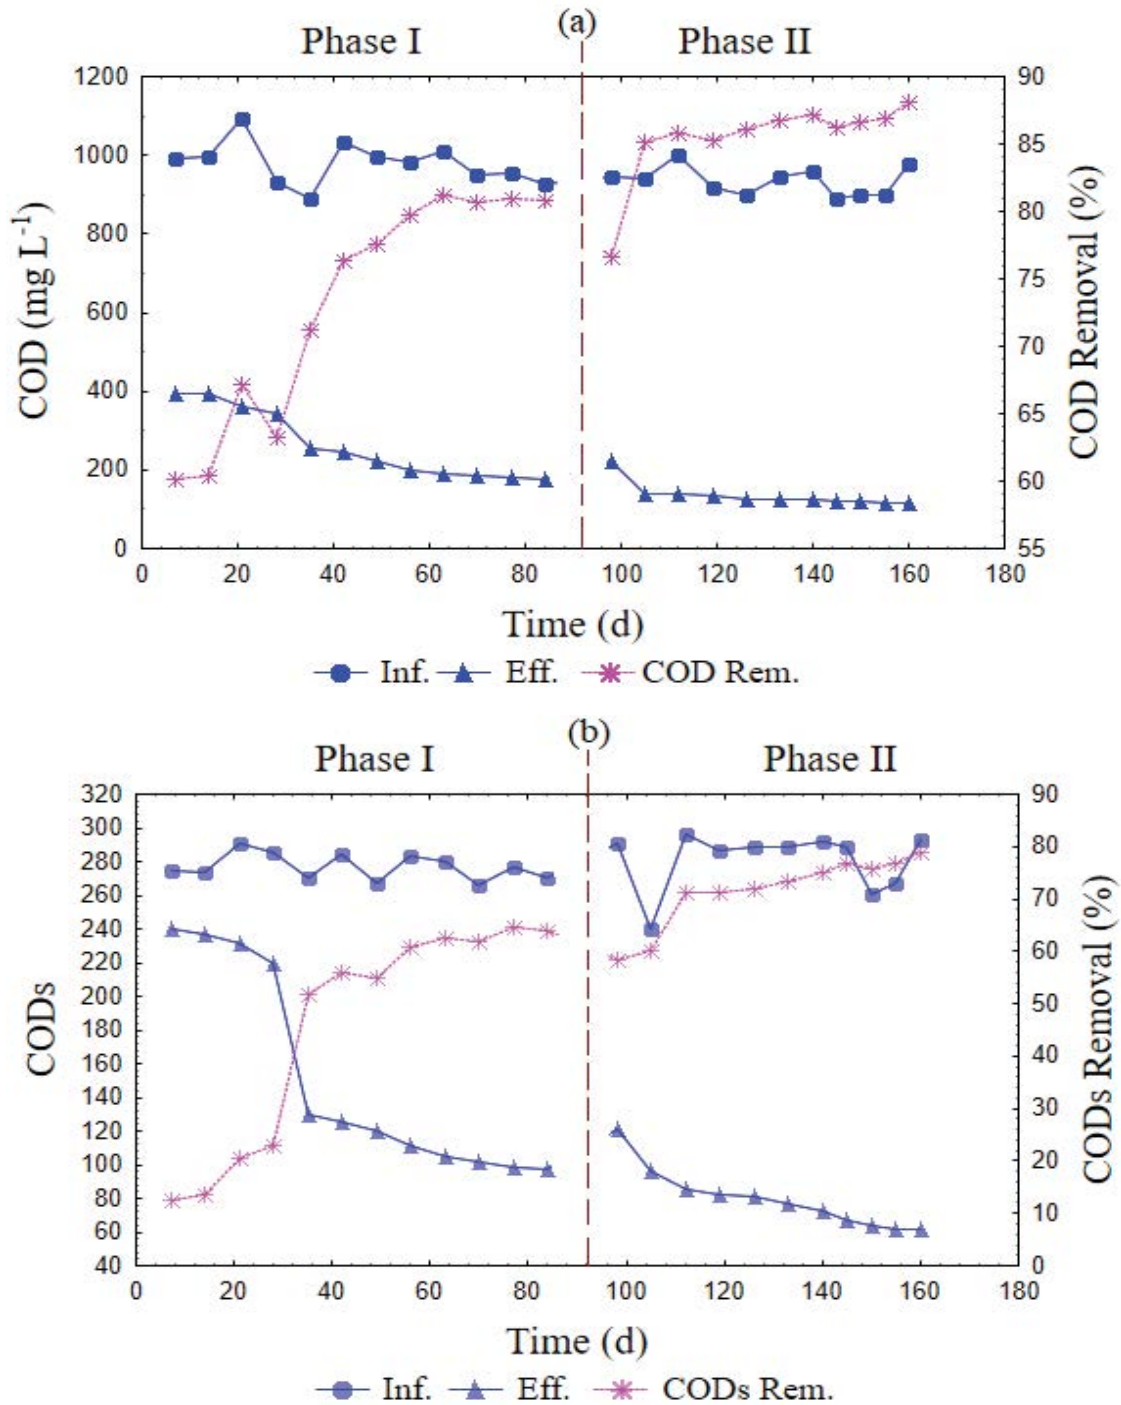 (a)
Phase I Phase II
1200 90
1000 85
800 80
75
600 70
400 65
200 60
0 55
0 20 40 60 80 100 120 140 160 180
COD (mg L-1)
COD Removal (%)
Time (d)
Inf. Eff. COD Rem.
(b)
Phase I Phase II
320 90
300
280 80
260 70
240 60
220
200 50
180
160 40
140
120 30
100 20
80
60 10
40 0
0 20 40 60 80 100 120 140 160 180
CODs
CODs Removal (%)
Time (d)
Inf. Eff. CODs Rem.